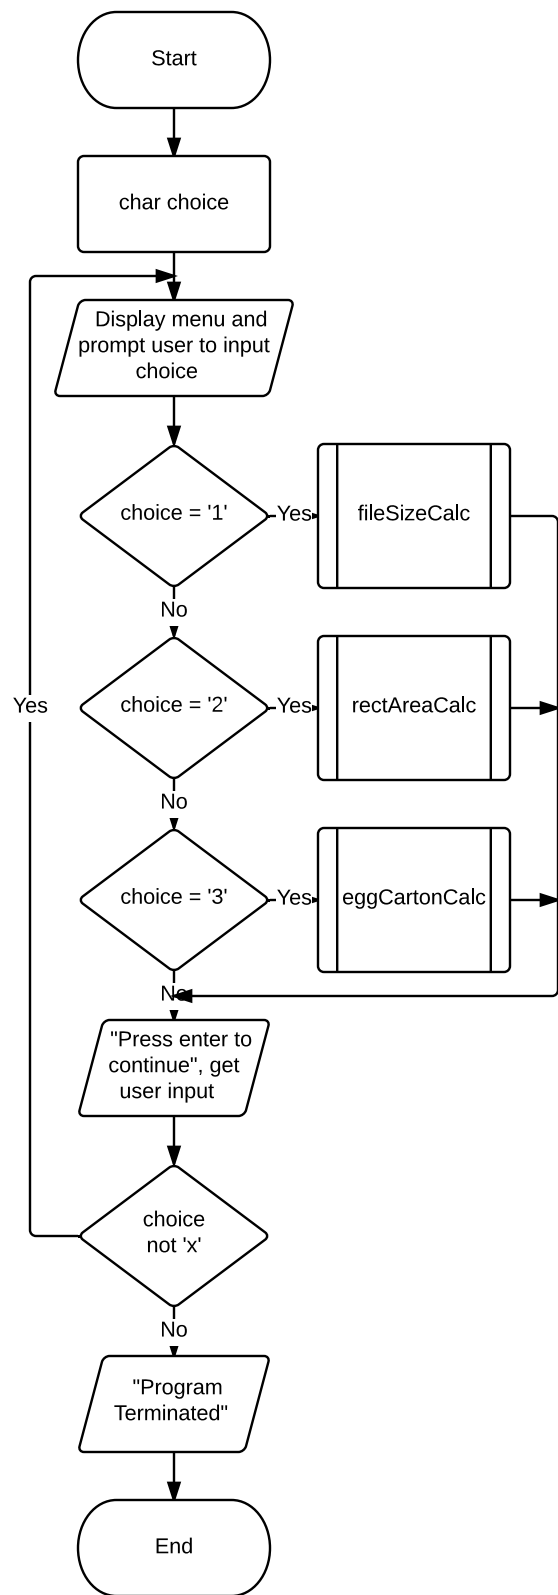 Start
char choice
Display menu and
prompt user to input
choice
choice = '1'
Yes
fileSizeCalc
No
choice = '2'
Yes
rectAreaCalc
Yes
No
choice = '3'
Yes
eggCartonCalc
No
"Press enter to
continue", get
user input
choice
not 'x'
No
"Program
Terminated"
End